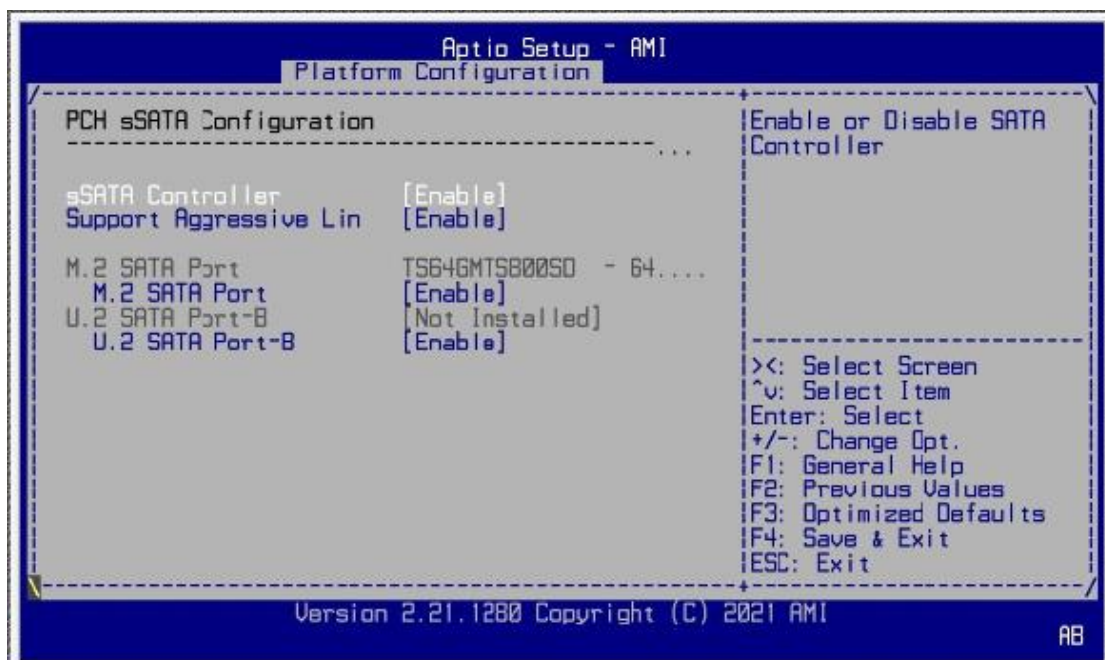 Aptio Setup - AMI
Platform Configuration
PCH sSATA Configuration
Enable or Disable SATA
Controller
sSATA Controller [Enable]
Support Aggressive Lin [Enable]
M.2 SATA Port TS64GMTS800SD - 64....
M.2 SATA Port [Enable]
U.2 SATA Port-B [Not Installed]
U.2 SATA Port-B [Enable]
><: Select Screen
^v: Select Item
Enter: Select
+/-: Change Opt.
F1: General Help
F2: Previous Values
F3: Optimized Defaults
F4: Save & Exit
ESC: Exit
Version 2.21.1280 Copyright (C) 2021 AMI
AB